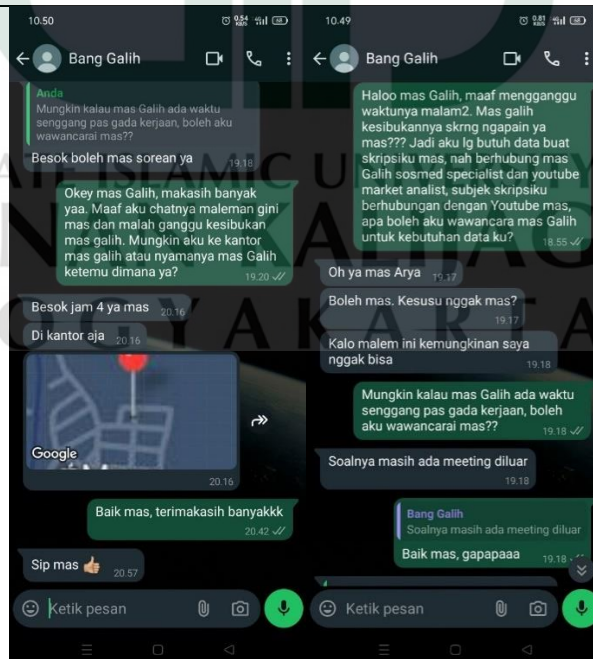 10.50
0.54
KB/S
4G
68
Bang Galih
Anda
Mungkin kalau mas Galih ada waktu
senggang pas gada kerjaan, boleh aku
wawancarai mas??
Besok boleh mas sorean ya 19.18
Okey mas Galih, makasih banyak
yaa. Maaf aku chatnya maleman gini
mas dan malah ganggu kesibukan
mas galih. Mungkin aku ke kantor
mas galih atau nyamanya mas Galih
ketemu dimana ya? 19.20
Besok jam 4 ya mas 20.16
Di kantor aja 20.16
Google
20.16
Baik mas, terimakasih banyakkk
20.42
Sip mas 👍🏼 20.57
Ketik pesan
10.49
0.81
KB/S
4G
68
Bang Galih
Haloo mas Galih, maaf mengganggu
waktunya malam2. Mas galih
kesibukannya skrng ngapain ya
mas??? Jadi aku lg butuh data buat
skripsiku mas, nah berhubung mas
Galih sosmed specialist dan youtube
market analist, subjek skripsiku
berhubungan dengan Youtube mas,
apa boleh aku wawancara mas Galih
untuk kebutuhan data ku? 18.55
Oh ya mas Arya 19.17
Boleh mas. Kesusu nggak mas?
19.17
Kalo malem ini kemungkinan saya
nggak bisa 19.18
Mungkin kalau mas Galih ada waktu
senggang pas gada kerjaan, boleh
aku wawancarai mas?? 19.18
Soalnya masih ada meeting diluar
19.18
Bang Galih
Soalnya masih ada meeting diluar
Baik mas, gapapaaa 19.18
Ketik pesan